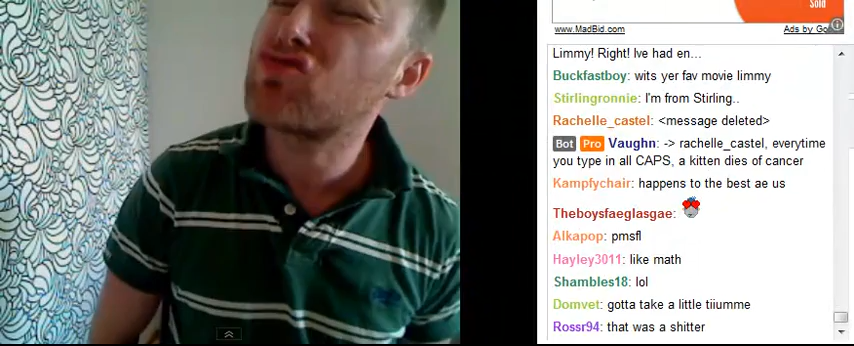 Sold
www.MadBid.com
Ads by
Limmy! Right! Ive had en...
Buckfastboy: wits yer fav movie limmy
Stirlingronnie: I'm from Stirling..
Rachelle_castel: <message deleted>
Bot Pro Vaughn: -> rachelle_castel, everytime
you type in all CAPS, a kitten dies of cancer
Kampfychair: happens to the best ae us
Theboysfaeglasgae:
Alkapop: pmsfl
Hayley3011: like math
Shambles18: lol
Domvet: gotta take a little tiiumme
Rossr94: that was a shitter